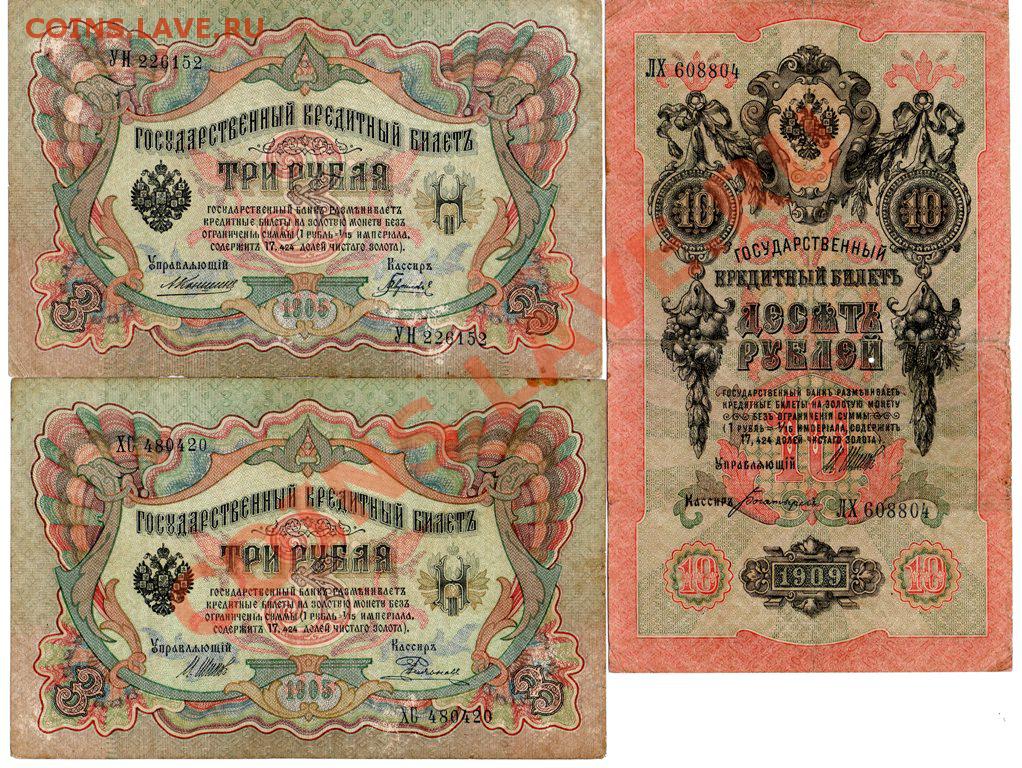 COINS.LAVE.RU
УН 226152
ГОСУДАРСТВЕННЫЙ КРЕДИТНЫЙ БИЛЕТЪ
ТРИ РУБЛЯ
ГОСУДАРСТВЕННЫЙ БАНКЪ РАЗМѢНИВАЕТЪ
КРЕДИТНЫЕ БИЛЕТЫ НА ЗОЛОТУЮ МОНЕТУ БЕЗЪ
ОГРАНИЧЕНІЯ СУММЫ (1 РУБЛЬ = 1/15 ИМПЕРІАЛА,
СОДЕРЖИТЪ 17,424 ДОЛЕЙ ЧИСТАГО ЗОЛОТА).
Управляющій Кассиръ
3 1905 3
УН 226152
ХС 480420
ГОСУДАРСТВЕННЫЙ КРЕДИТНЫЙ БИЛЕТЪ
ТРИ РУБЛЯ
ГОСУДАРСТВЕННЫЙ БАНКЪ РАЗМѢНИВАЕТЪ
КРЕДИТНЫЕ БИЛЕТЫ НА ЗОЛОТУЮ МОНЕТУ БЕЗЪ
ОГРАНИЧЕНІЯ СУММЫ (1 РУБЛЬ = 1/15 ИМПЕРІАЛА,
СОДЕРЖИТЪ 17,424 ДОЛЕЙ ЧИСТАГО ЗОЛОТА).
Управляющій Кассиръ
3 1905 3
ХС 480420
ЛХ 608804
10 10
ГОСУДАРСТВЕННЫЙ
КРЕДИТНЫЙ БИЛЕТЪ
ДЕСЯТЬ
РУБЛЕЙ
ГОСУДАРСТВЕННЫЙ БАНКЪ РАЗМѢНИВАЕТЪ
КРЕДИТНЫЕ БИЛЕТЫ НА ЗОЛОТУЮ МОНЕТУ
БЕЗЪ ОГРАНИЧЕНІЯ СУММЫ
(1 РУБЛЬ = 1/15 ИМПЕРІАЛА, СОДЕРЖИТЪ
17,424 ДОЛЕЙ ЧИСТАГО ЗОЛОТА).
Управляющій
Кассиръ
ЛХ 608804
10 1909 10